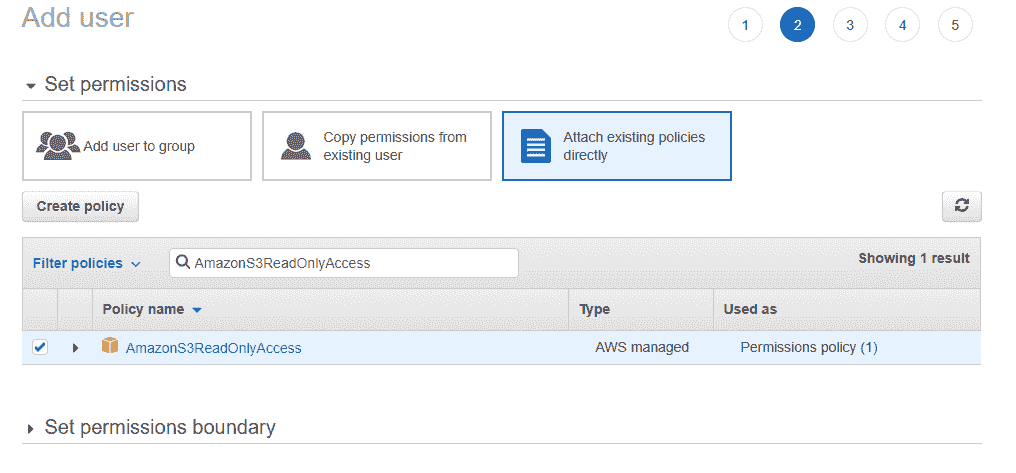 Add user
1 2 3 4 5
Set permissions
Add user to group
Copy permissions from
existing user
Attach existing policies
directly
Create policy
Filter policies AmazonS3ReadOnlyAccess Showing 1 result
Policy name Type Used as
AmazonS3ReadOnlyAccess AWS managed Permissions policy (1)
Set permissions boundary